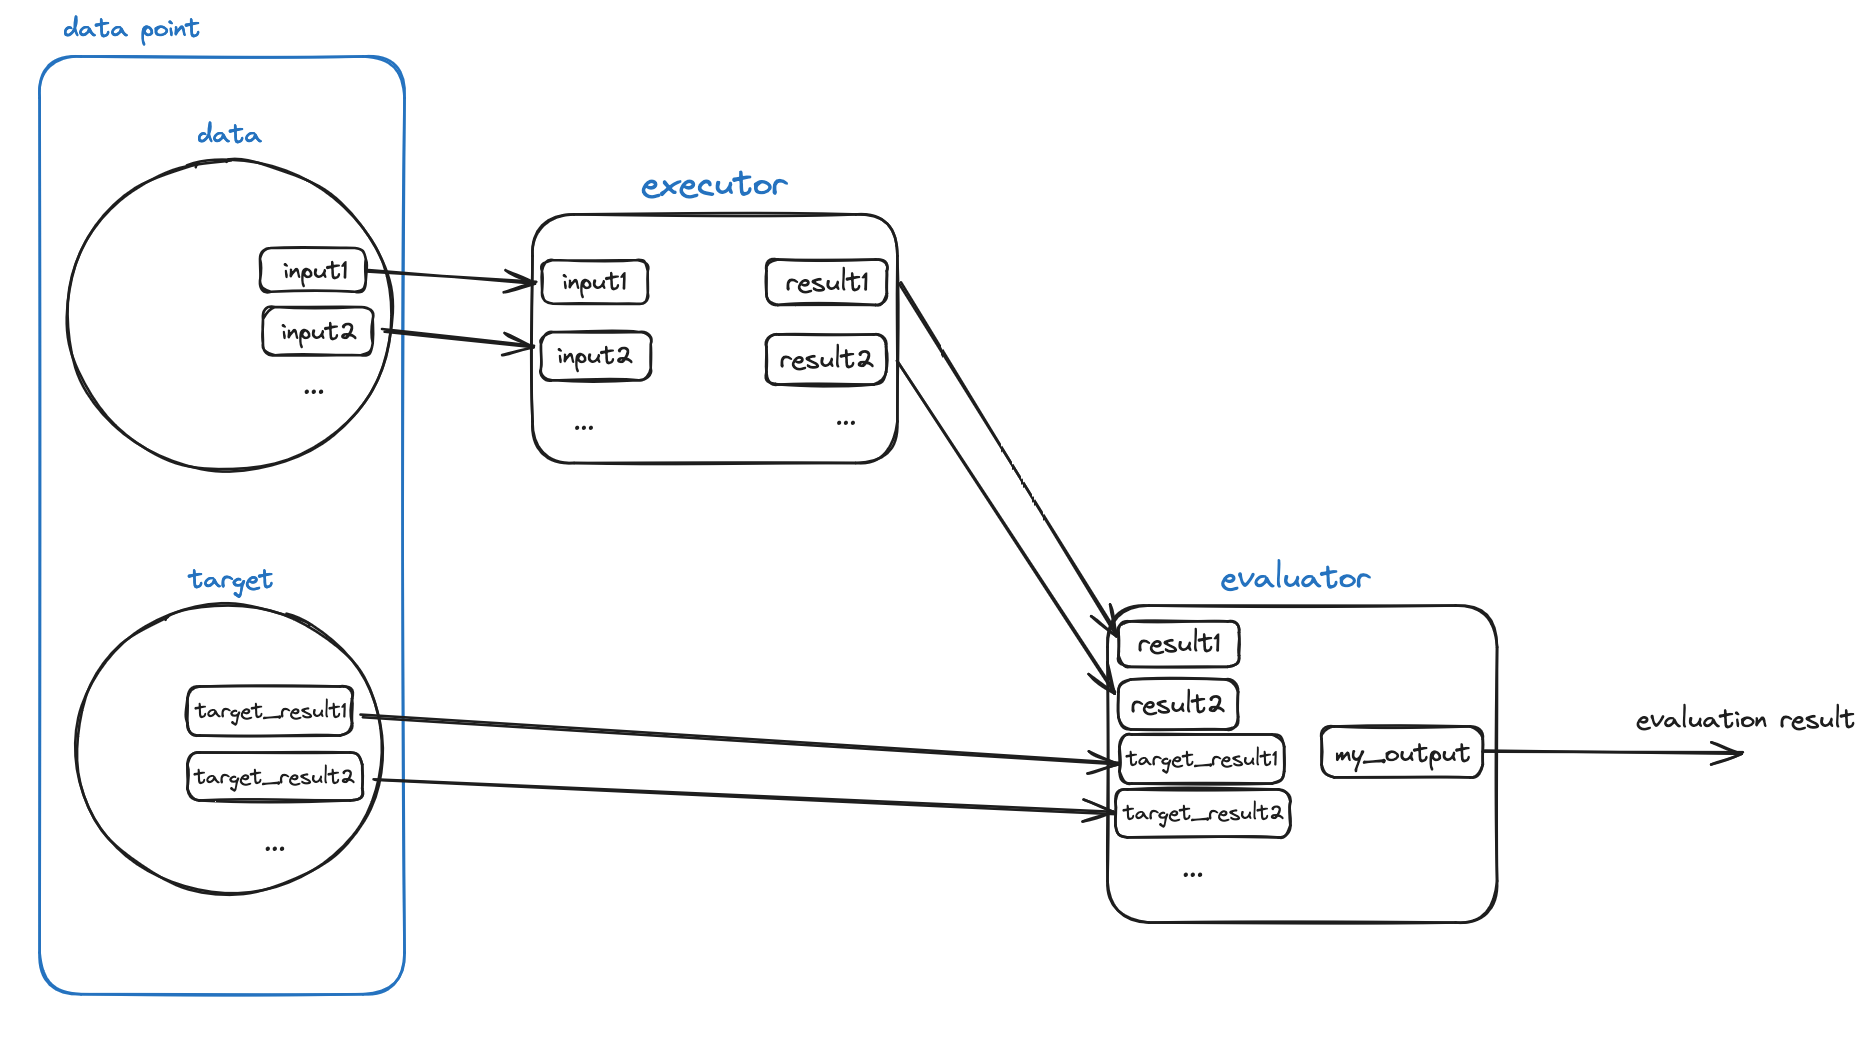 data point
data
input1
input2
...
target
target_result1
target_result2
...
executor
input1
input2
...
result1
result2
...
evaluator
result1
result2
target_result1
target_result2
...
my_output
evaluation result